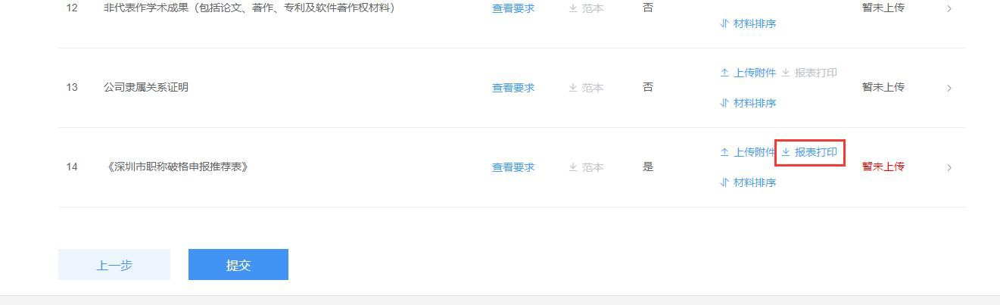 12 非代表作学术成果（包括论文、著作、专利及软件著作权材料） 查看要求 范本 否 暂未上传
材料排序
上传附件 报表打印
13 公司隶属关系证明 查看要求 范本 否 暂未上传
材料排序
上传附件 报表打印
14 《深圳市职称破格申报推荐表》 查看要求 范本 是 暂未上传
材料排序
上一步 提交